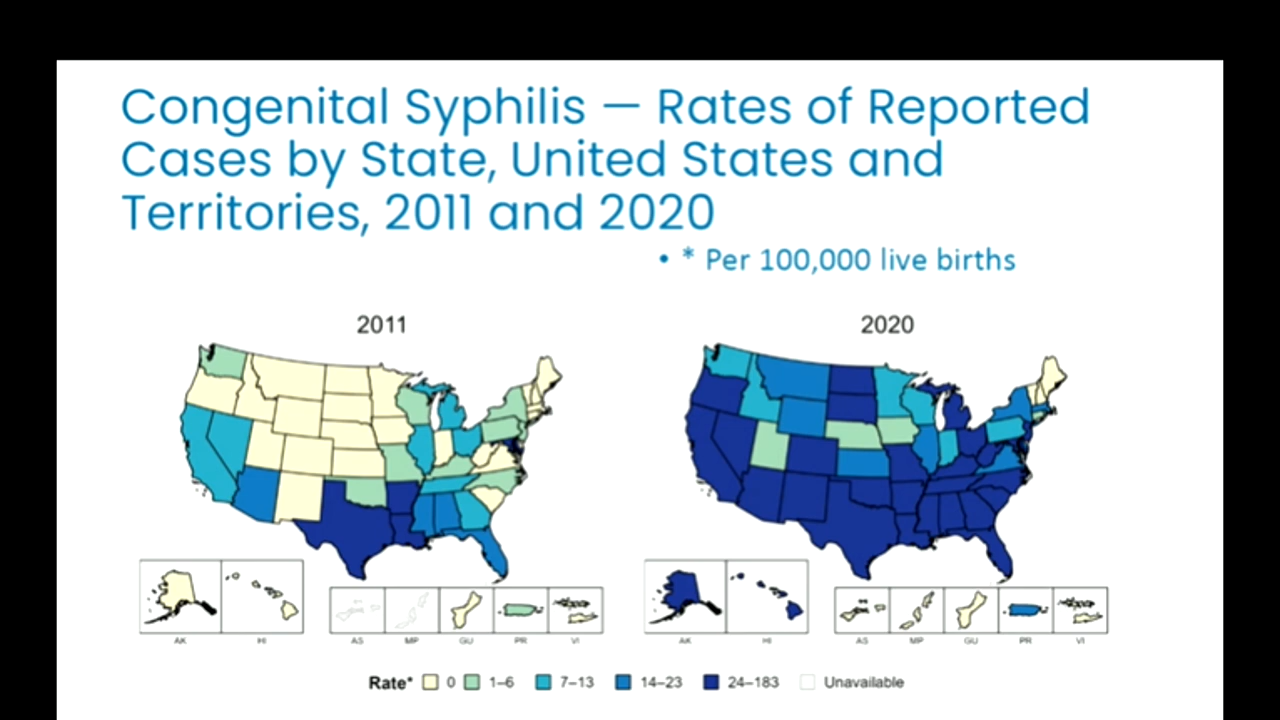 Congenital Syphilis — Rates of Reported
Cases by State, United States and
Territories, 2011 and 2020
• * Per 100,000 live births
2011
2020
AK HI AS MP GU PR VI
AK HI AS MP GU PR VI
Rate* 0 1–6 7–13 14–23 24–183 Unavailable